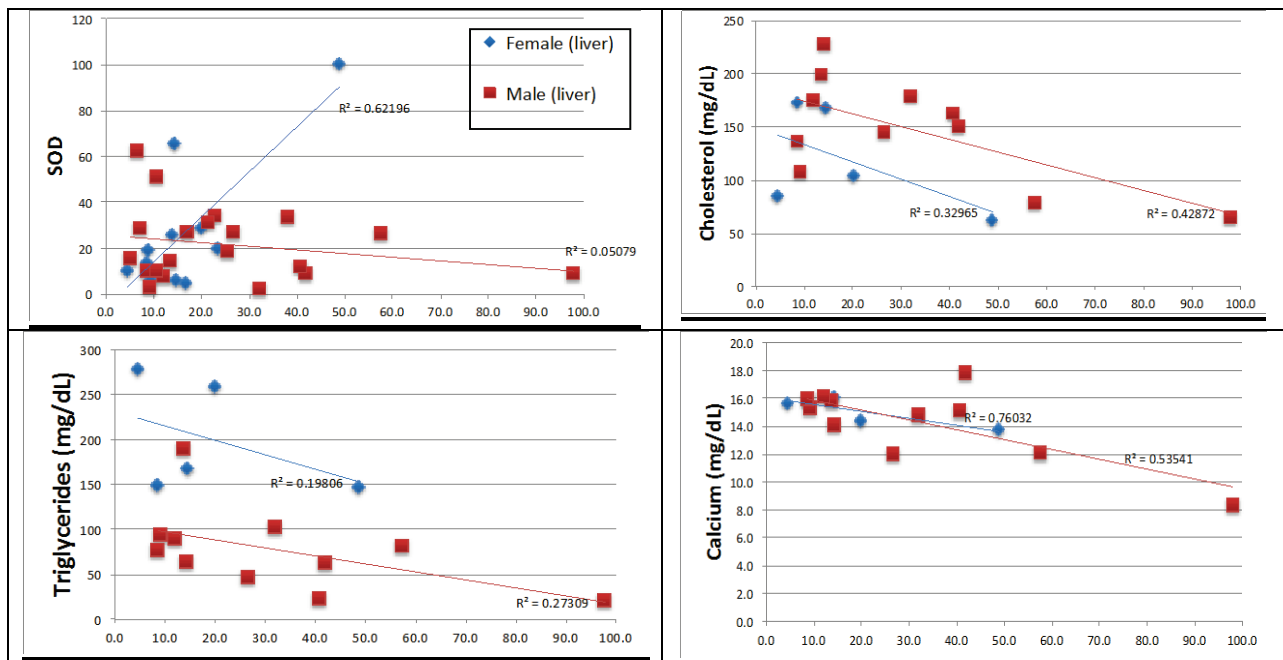 120
100
80
60
40
20
0
SOD
Female (liver)
Male (liver)
R² = 0.62196
R² = 0.05079
0.0 10.0 20.0 30.0 40.0 50.0 60.0 70.0 80.0 90.0 100.0
250
200
150
100
50
0
Cholesterol (mg/dL)
R² = 0.32965
R² = 0.42872
0.0 10.0 20.0 30.0 40.0 50.0 60.0 70.0 80.0 90.0 100.0
300
250
200
150
100
50
0
Triglycerides (mg/dL)
R² = 0.19806
R² = 0.27309
0.0 10.0 20.0 30.0 40.0 50.0 60.0 70.0 80.0 90.0 100.0
20.0
18.0
16.0
14.0
12.0
10.0
8.0
6.0
4.0
2.0
0.0
Calcium (mg/dL)
R² = 0.76032
R² = 0.53541
0.0 10.0 20.0 30.0 40.0 50.0 60.0 70.0 80.0 90.0 100.0